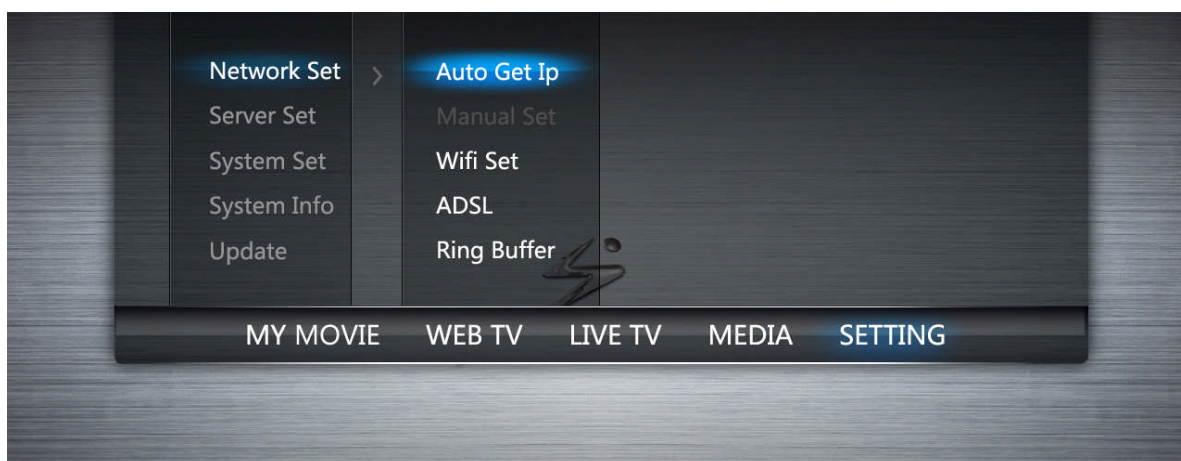 Network Set > Auto Get Ip
Server Set Manual Set
System Set Wifi Set
System Info ADSL
Update Ring Buffer
MY MOVIE WEB TV LIVE TV MEDIA SETTING